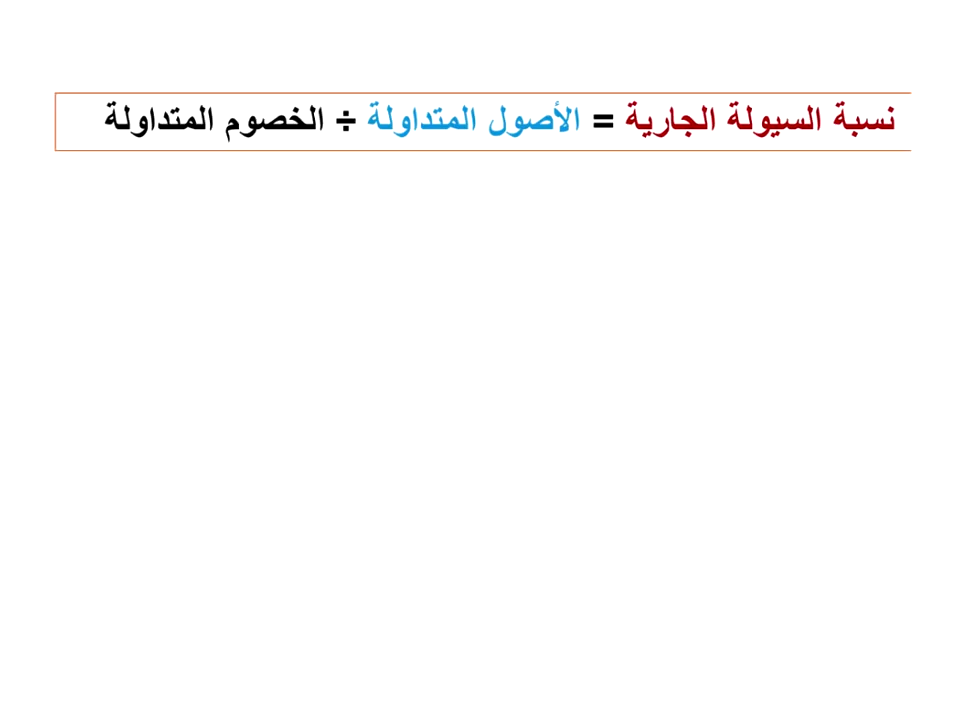 نسبة السيولة الجارية = الأصول المتداولة ÷ الخصوم المتداولة